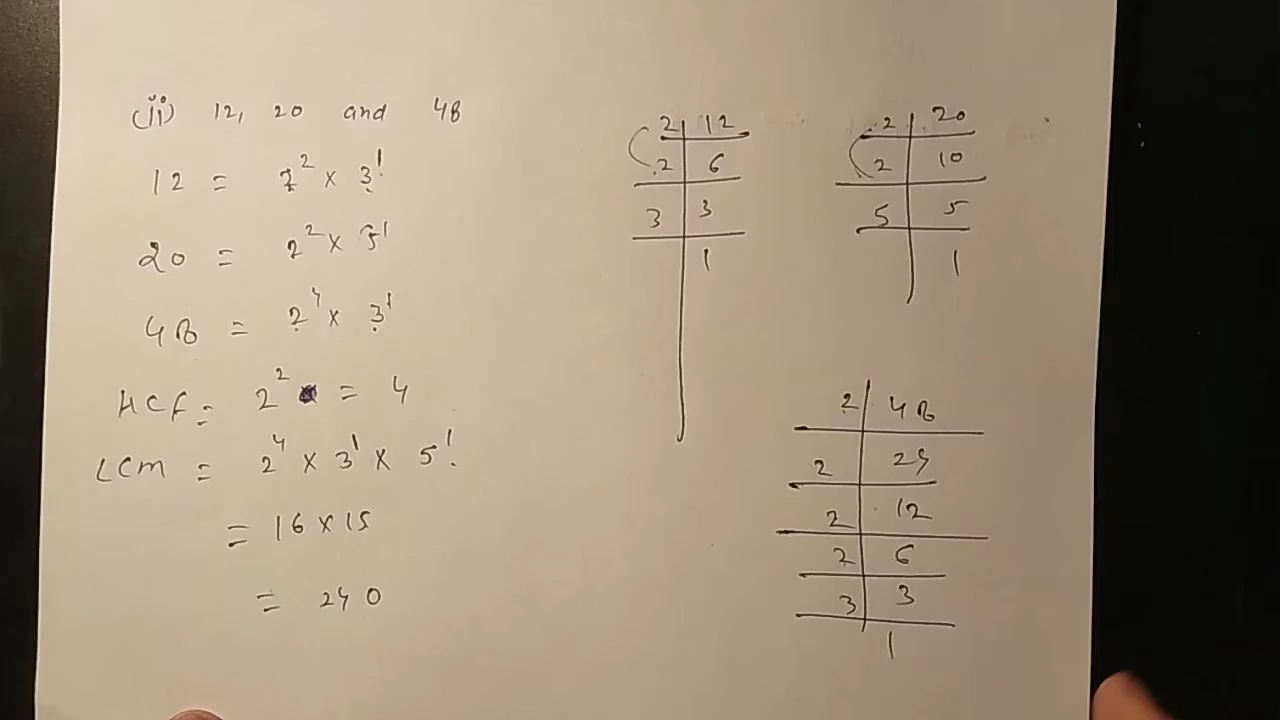 (ii) 12, 20 and 48
12 = 2² × 3¹
20 = 2² × 5¹
48 = 2⁴ × 3¹
HCF = 2² = 4
LCM = 2⁴ × 3¹ × 5¹.
= 16 × 15
= 240
2 | 12
2 | 6
3 | 3
1
2 | 20
2 | 10
5 | 5
1
2 | 48
2 | 24
2 | 12
2 | 6
3 | 3
1